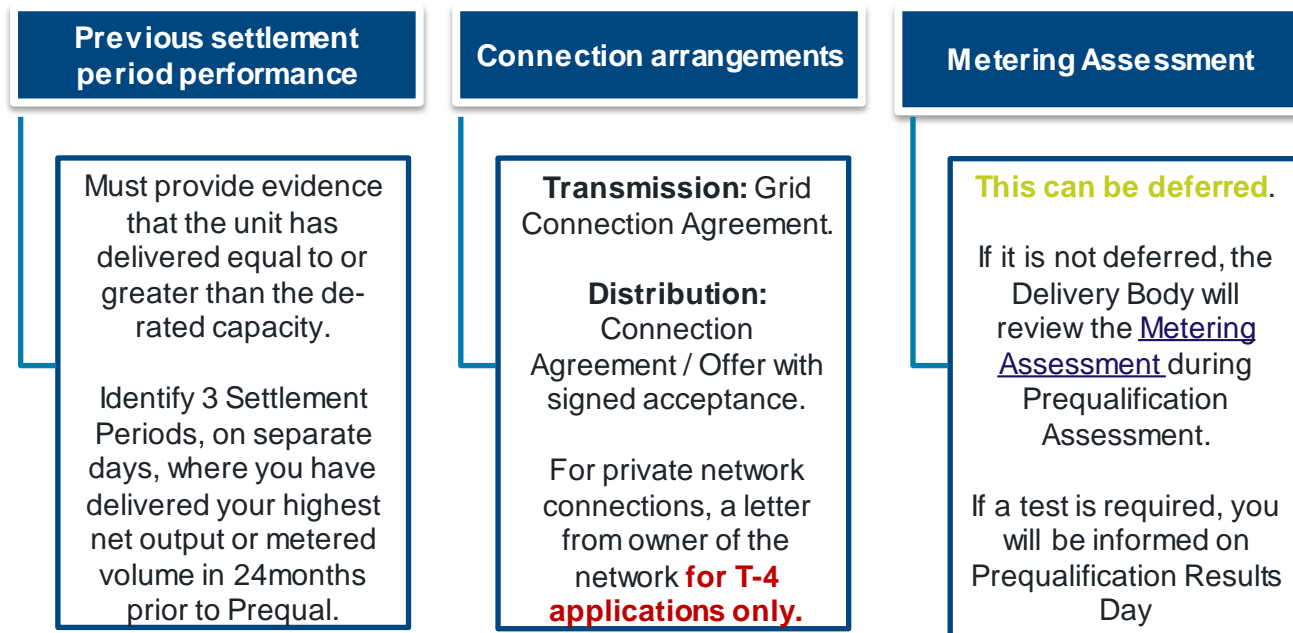 Previous settlement
period performance
Must provide evidence
that the unit has
delivered equal to or
greater than the de-
rated capacity.
Identify 3 Settlement
Periods, on separate
days, where you have
delivered your highest
net output or metered
volume in 24months
prior to Prequal.
Connection arrangements
Transmission: Grid
Connection Agreement.
Distribution:
Connection
Agreement / Offer with
signed acceptance.
For private network
connections, a letter
from owner of the
network for T-4
applications only.
Metering Assessment
This can be deferred.
If it is not deferred, the
Delivery Body will
review the Metering
Assessment during
Prequalification
Assessment.
If a test is required, you
will be informed on
Prequalification Results
Day